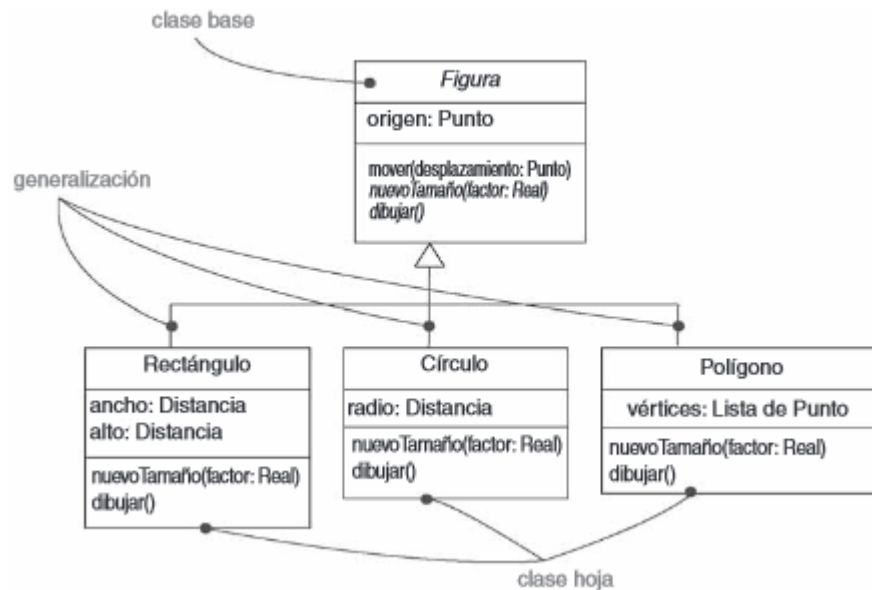 clase base
Figura
origen: Punto
mover(desplazamiento: Punto)
nuevoTamaño(factor: Real)
dibujar()
generalización
Rectángulo
ancho: Distancia
alto: Distancia
nuevoTamaño(factor: Real)
dibujar()
Círculo
radio: Distancia
nuevoTamaño(factor: Real)
dibujar()
Polígono
vértices: Lista de Punto
nuevoTamaño(factor: Real)
dibujar()
clase hoja